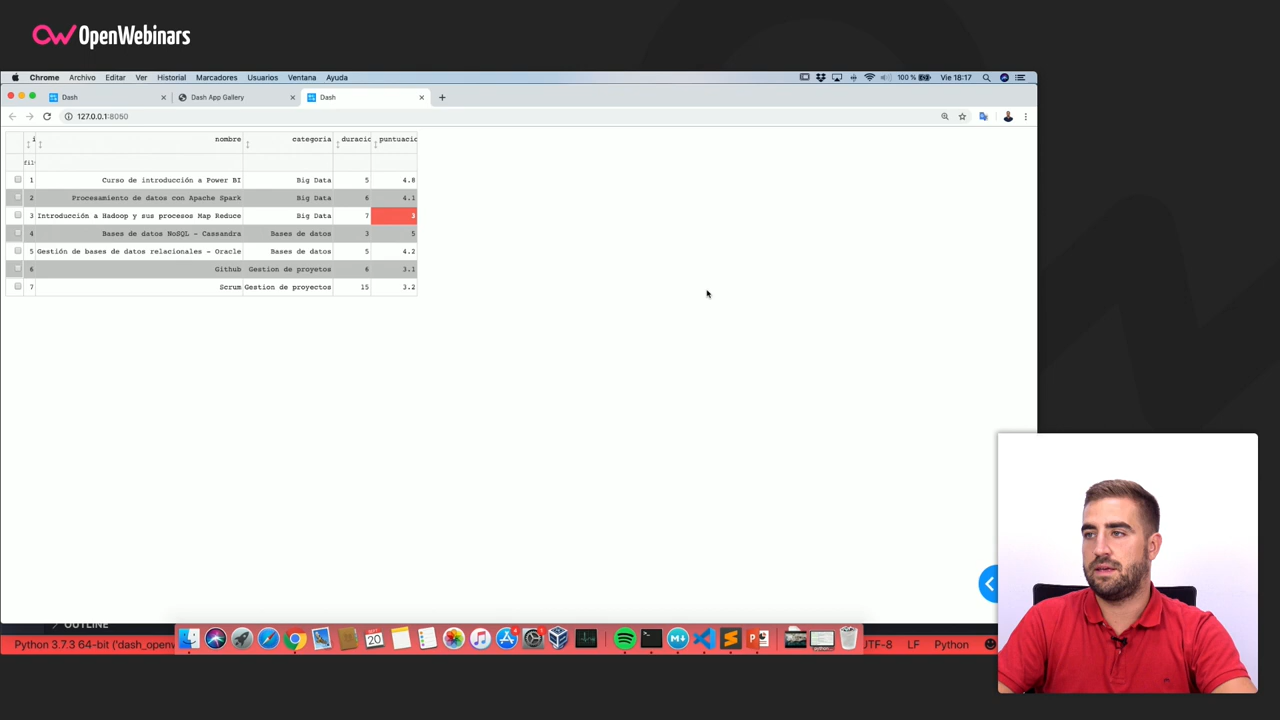 OpenWebinars
Chrome Archivo Editar Ver Historial Marcadores Usuarios Ventana Ayuda 100 % Vie 18:17
Dash Dash App Gallery Dash
127.0.0.1:8050
i nombre categoria duracic puntuacic
fil
1 Curso de introducción a Power BI Big Data 5 4.8
2 Procesamiento de datos con Apache Spark Big Data 6 4.1
3 Introducción a Hadoop y sus procesos Map Reduce Big Data 7 3
4 Bases de datos NoSQL - Cassandra Bases de datos 3 5
5 Gestión de bases de datos relacionales - Oracle Bases de datos 5 4.2
6 Github Gestion de proyetos 6 3.1
7 Scrum Gestion de proyectos 15 3.2
OUTLINE
Python 3.7.3 64-bit ('dash_openw UTF-8 LF Python